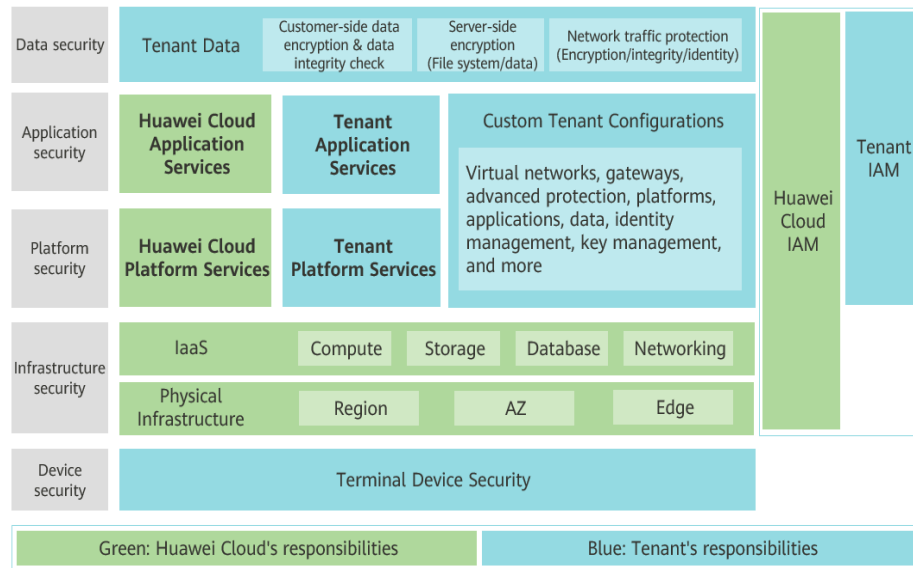 Data security
Tenant Data
Customer-side data
encryption & data
integrity check
Server-side
encryption
(File system/data)
Network traffic protection
(Encryption/integrity/identity)
Application
security
Huawei Cloud
Application
Services
Tenant
Application
Services
Custom Tenant Configurations
Virtual networks, gateways,
advanced protection, platforms,
applications, data, identity
management, key management,
and more
Platform
security
Huawei Cloud
Platform Services
Tenant
Platform Services
Huawei
Cloud
IAM
Tenant
IAM
Infrastructure
security
IaaS
Compute
Storage
Database
Networking
Physical
Infrastructure
Region
AZ
Edge
Device
security
Terminal Device Security
Green: Huawei Cloud's responsibilities
Blue: Tenant's responsibilities